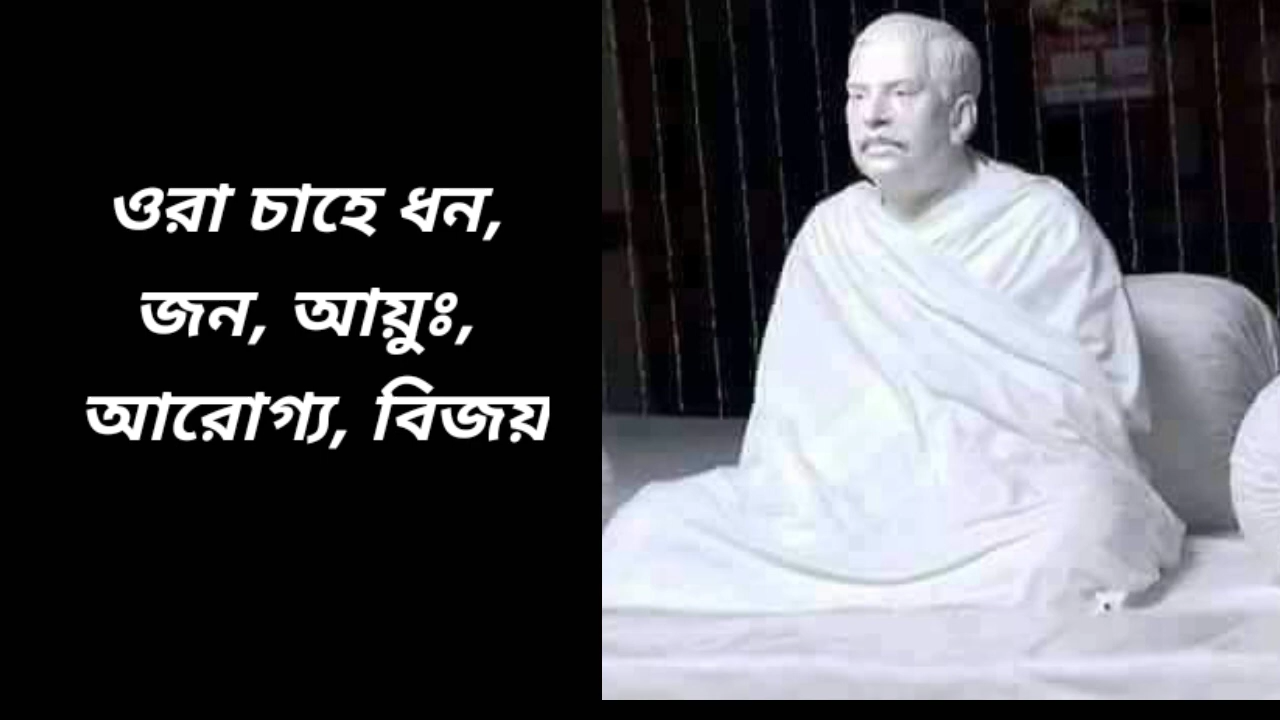 ওরা চাহে ধন,
জন, আয়ুঃ,
আরোগ্য, বিজয়